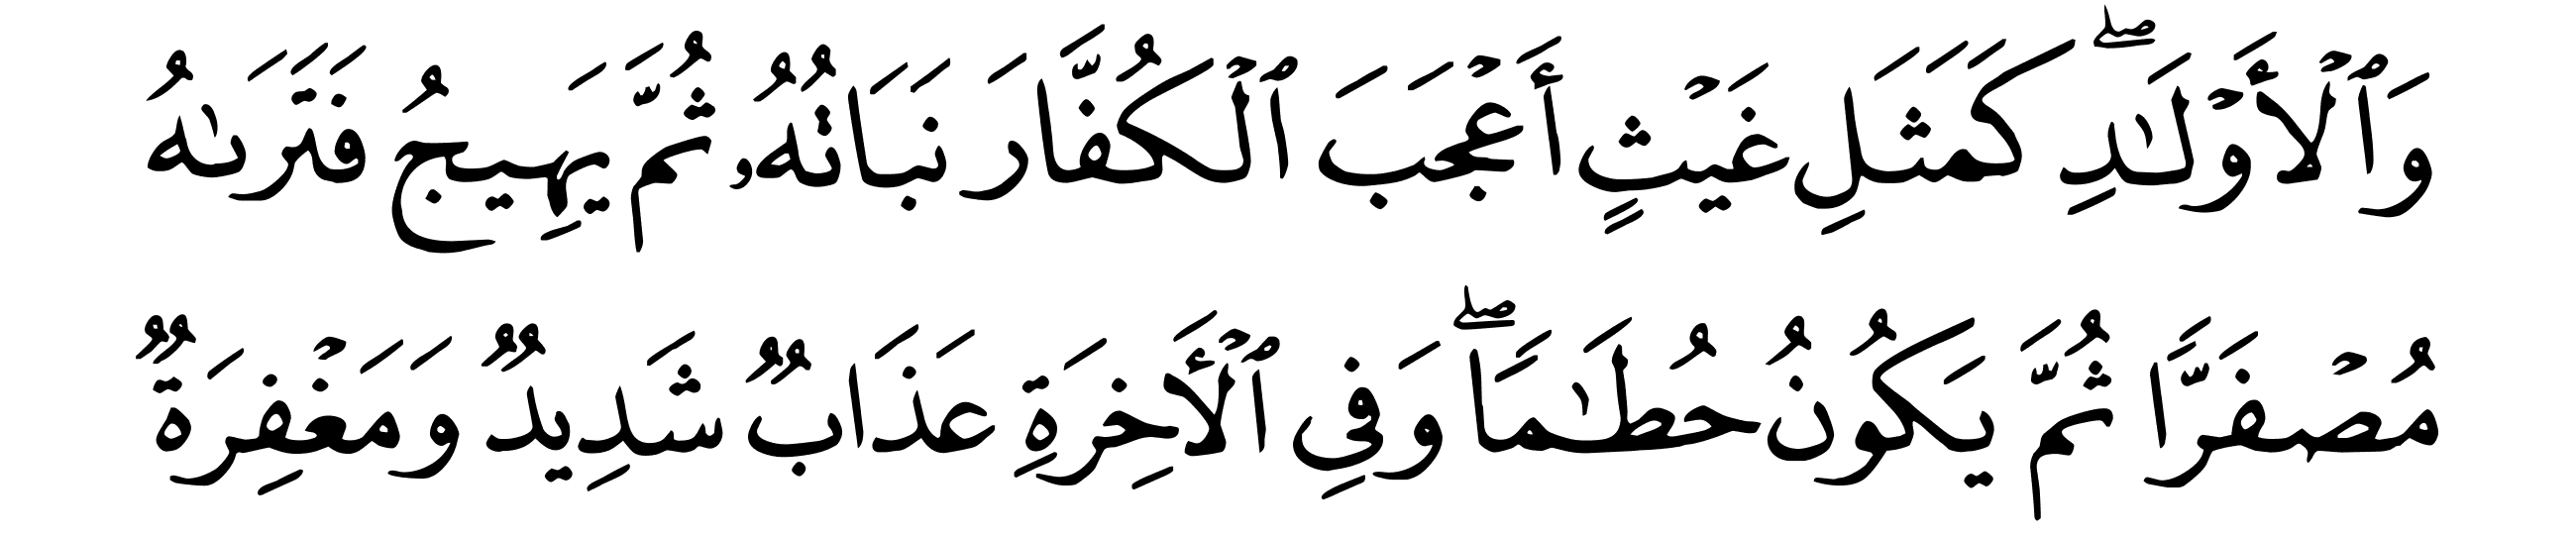 وَٱلۡأَوۡلَٰدِۖ كَمَثَلِ غَيۡثٍ أَعۡجَبَ ٱلۡكُفَّارَ نَبَاتُهُۥ ثُمَّ يَهِيجُ فَتَرَىٰهُ
مُصۡفَرّٗا ثُمَّ يَكُونُ حُطَٰمٗاۖ وَفِي ٱلۡأَٓخِرَةِ عَذَابٞ شَدِيدٞ وَمَغۡفِرَةٞ